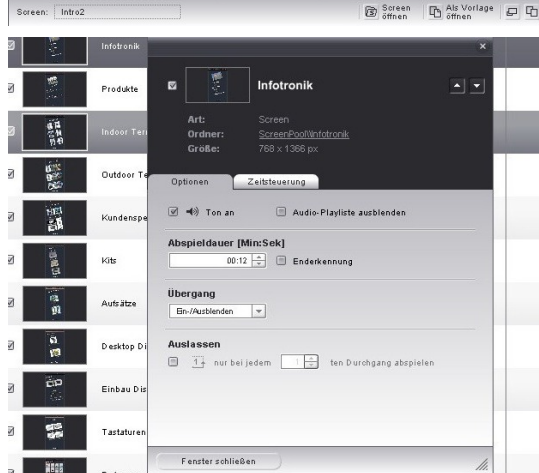 Screen: Intro2
Screen öffnen
Als Vorlage öffnen
Infotronik
Produkte
Indoor Ter
Outdoor Te
Kundenspe
Kits
Aufsätze
Desktop Di
Einbau Dis
Tastaturen
Infotronik
Art: Screen
Ordner: ScreenPool\Infotronik
Größe: 768 x 1366 px
Optionen Zeitsteuerung
Ton an Audio-Playliste ausblenden
Abspieldauer [Min:Sek]
00:12 Enderkennung
Übergang
Ein-/Ausblenden
Auslassen
1+ nur bei jedem 1 ten Durchgang abspielen
Fenster schließen